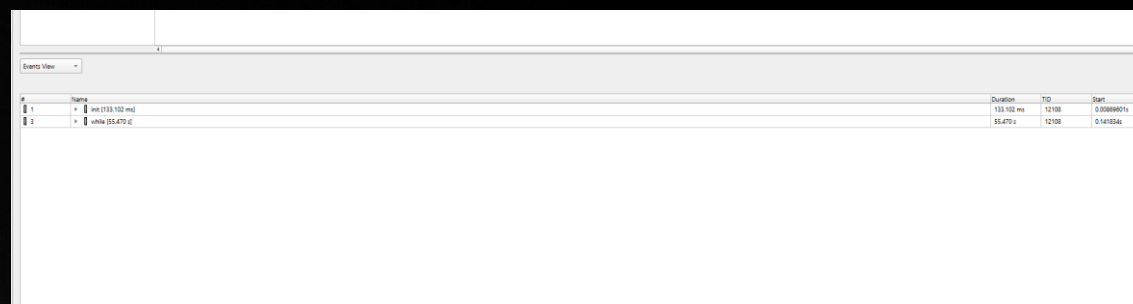 Events View
# Name Duration TID Start
1 init [133.102 ms] 133.102 ms 12108 0.00869601s
3 while [55.470 s] 55.470 s 12108 0.141834s